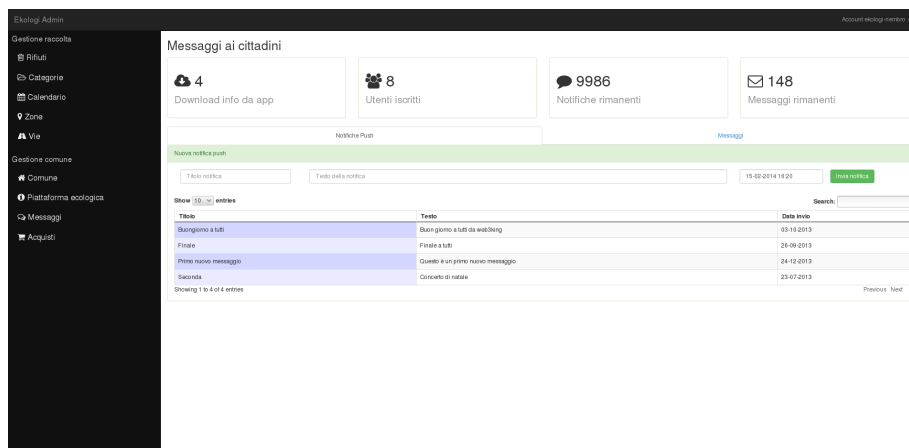 Ekologi Admin
Account ekologi-nembro
Gestione raccolta
Rifiuti
Categorie
Calendario
Zone
Vie
Gestione comune
Comune
Piattaforma ecologica
Messaggi
Acquisti
Messaggi ai cittadini
4
Download info da app
8
Utenti iscritti
9986
Notifiche rimanenti
148
Messaggi rimanenti
Notifiche Push
Messaggi
Nuova notifica push
Titolo notifica
Testo della notifica
15-02-2014 16:20
Invia notifica
Show 10 entries
Search:
Titolo Testo Data invio
Buongiorno a tutti Buon giorno a tutti da web3king 03-10-2013
Finale Finale a tutti 26-09-2013
Primo nuovo messaggio Questo è un primo nuovo messaggio 24-12-2013
Seconda Concerto di natale 23-07-2013
Showing 1 to 4 of 4 entries
Previous Next